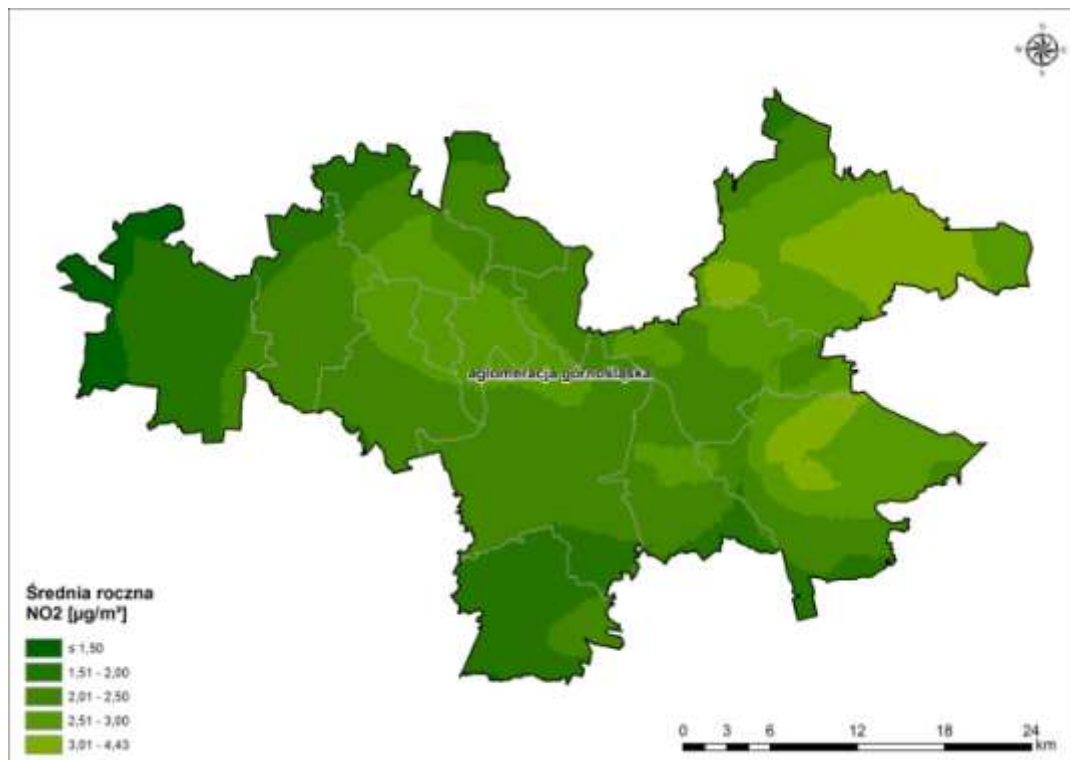 N
W
E
S
aglomeracja górnośląska
Średnia roczna
NO2 [µg/m³]
≤ 1,50
1,51 - 2,00
2,01 - 2,50
2,51 - 3,00
3,01 - 4,43
0 3 6 12 18 24
km